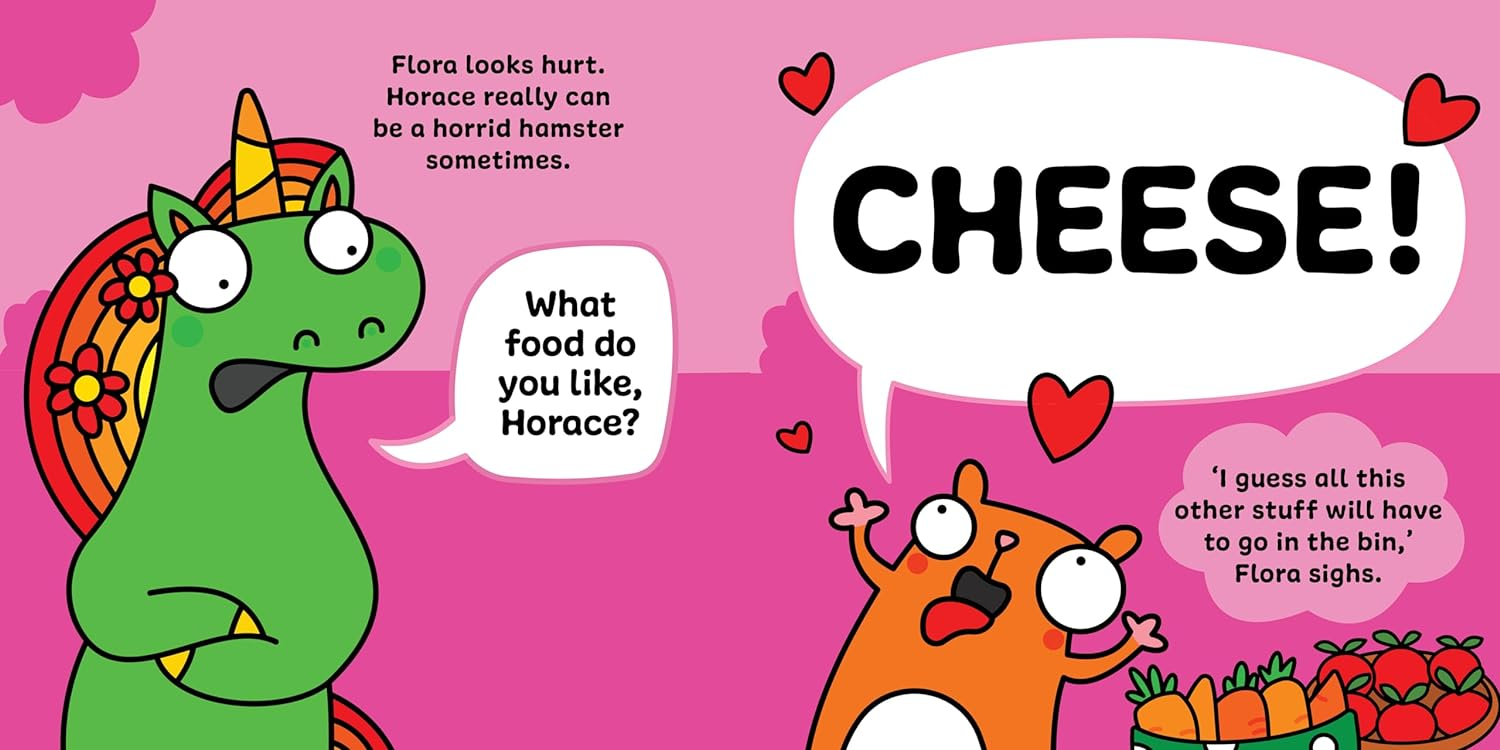 Flora looks hurt.
Horace really can
be a horrid hamster
sometimes.
What
food do
you like,
Horace?
CHEESE!
‘I guess all this
other stuff will have
to go in the bin,’
Flora sighs.